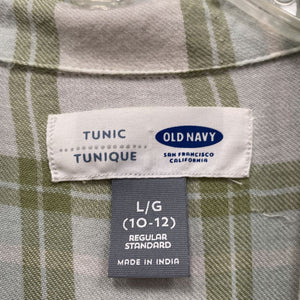 TUNIC
TUNIQUE
OLD NAVY
SAN FRANCISCO
CALIFORNIA
L/G
(10-12)
REGULAR
STANDARD
MADE IN INDIA